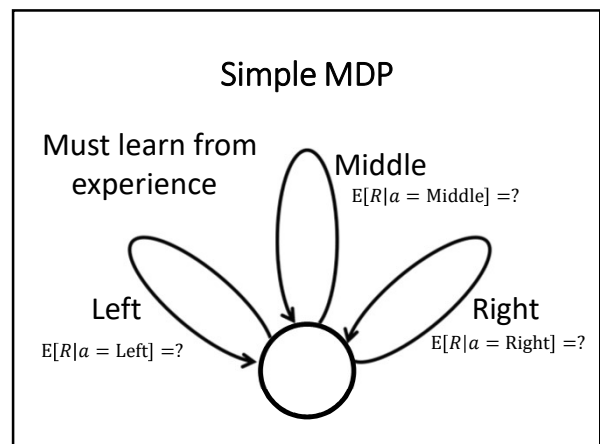 Simple MDP
Must learn from
experience
Middle
E[R|a = Middle] =?
Left
E[R|a = Left] =?
Right
E[R|a = Right] =?